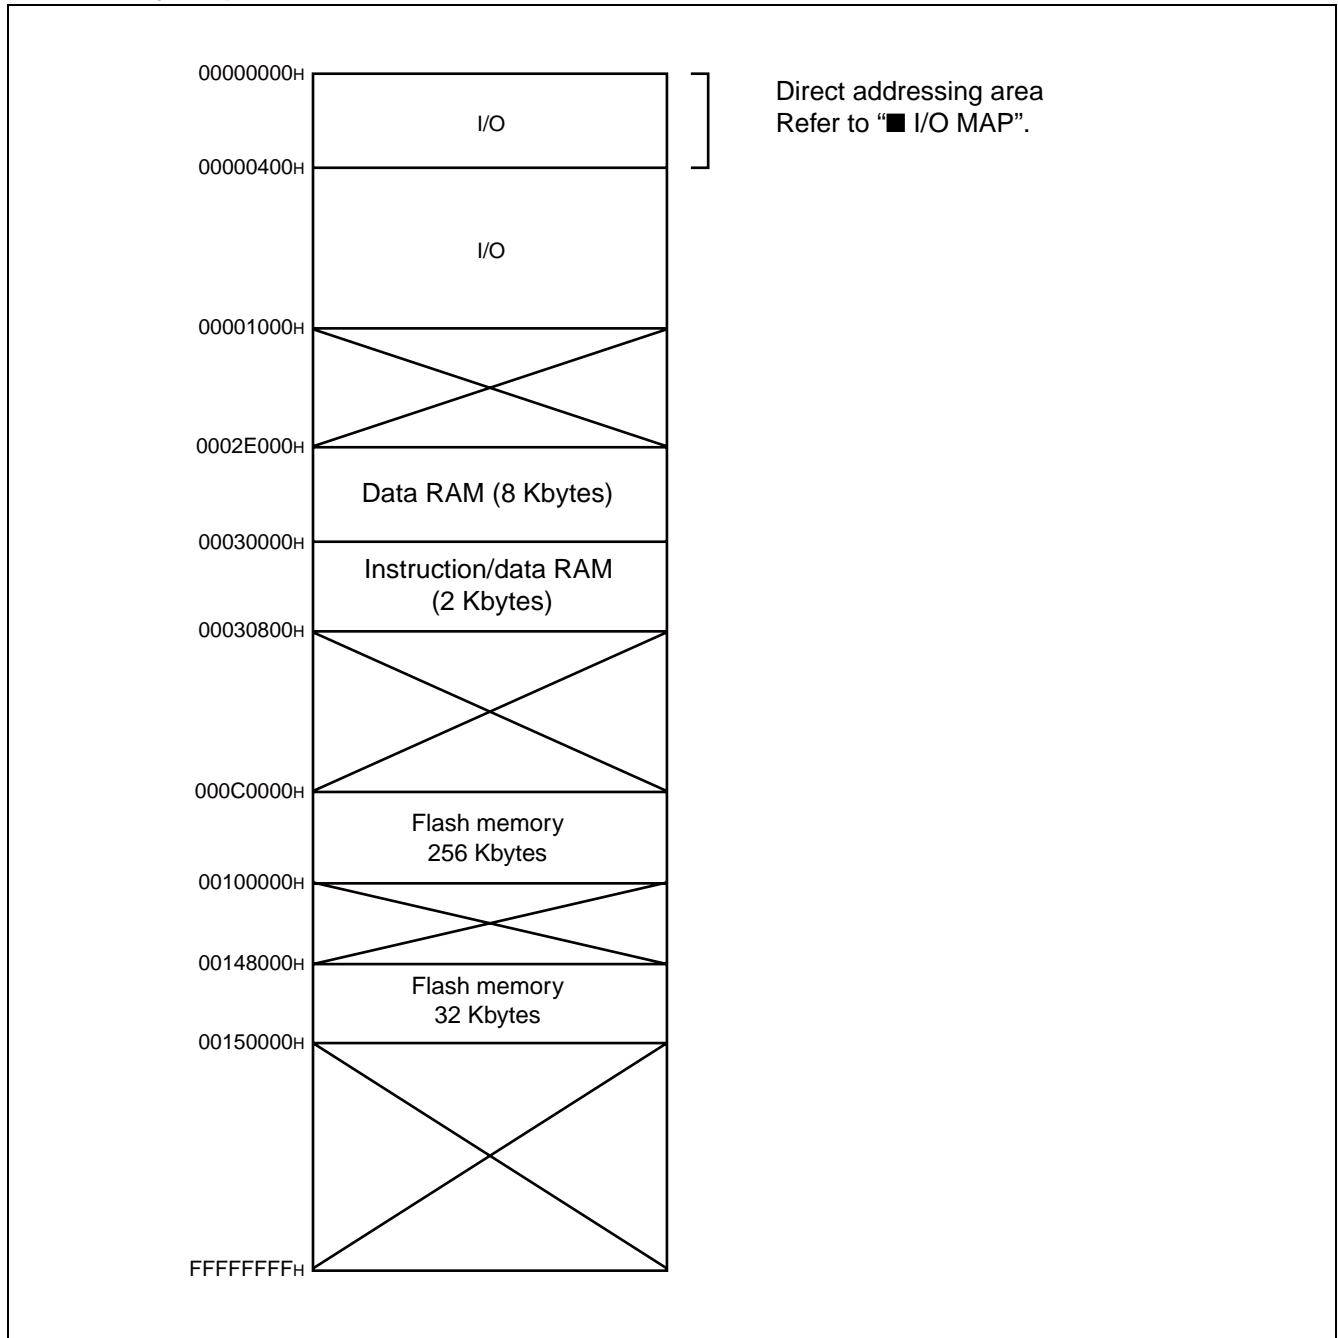 00000000H
I/O
Direct addressing area
Refer to “■ I/O MAP”.
00000400H
I/O
00001000H
0002E000H
Data RAM (8 Kbytes)
00030000H
Instruction/data RAM
(2 Kbytes)
00030800H
000C0000H
Flash memory
256 Kbytes
00100000H
00148000H
Flash memory
32 Kbytes
00150000H
FFFFFFFFH